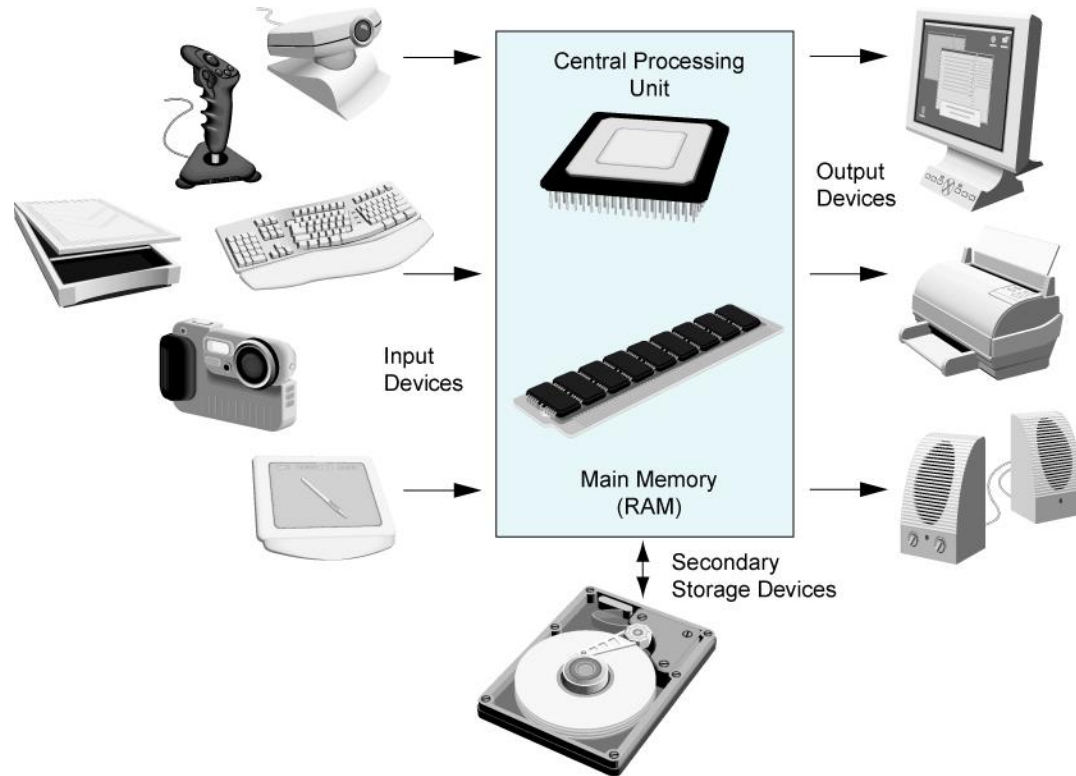 Central Processing
Unit
Output
Devices
Input
Devices
Main Memory
(RAM)
Secondary
Storage Devices